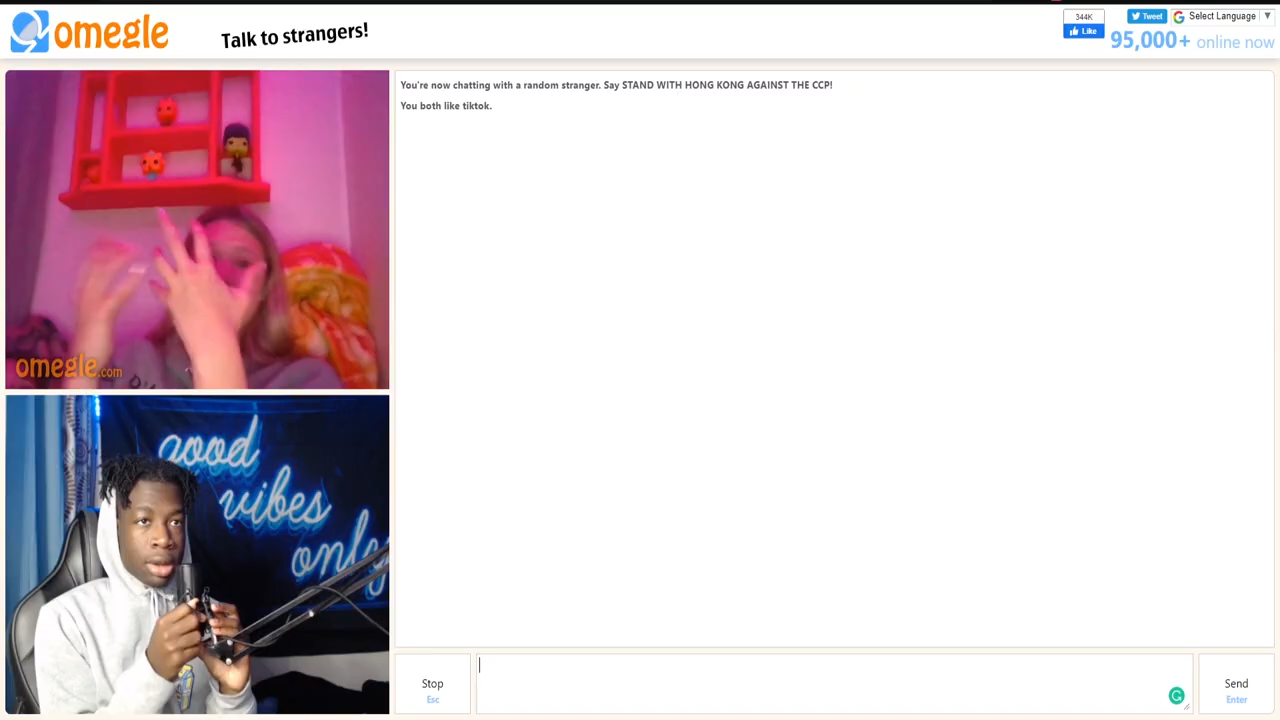 omegle
Talk to strangers!
344K
Like
Tweet
Select Language
95,000+ online now
You're now chatting with a random stranger. Say STAND WITH HONG KONG AGAINST THE CCP!
You both like tiktok.
omegle.com
good
vibes
only
Stop
Esc
Send
Enter